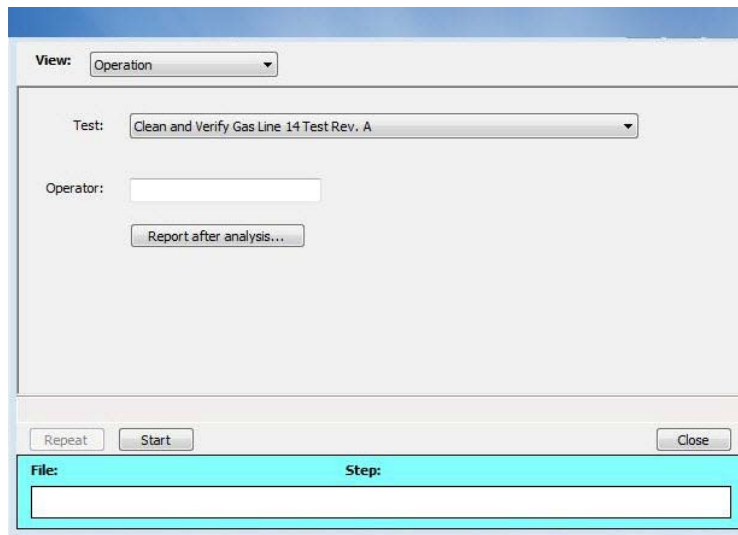 View: Operation
Test: Clean and Verify Gas Line 14 Test Rev. A
Operator:
Report after analysis...
Repeat Start Close
File: Step: